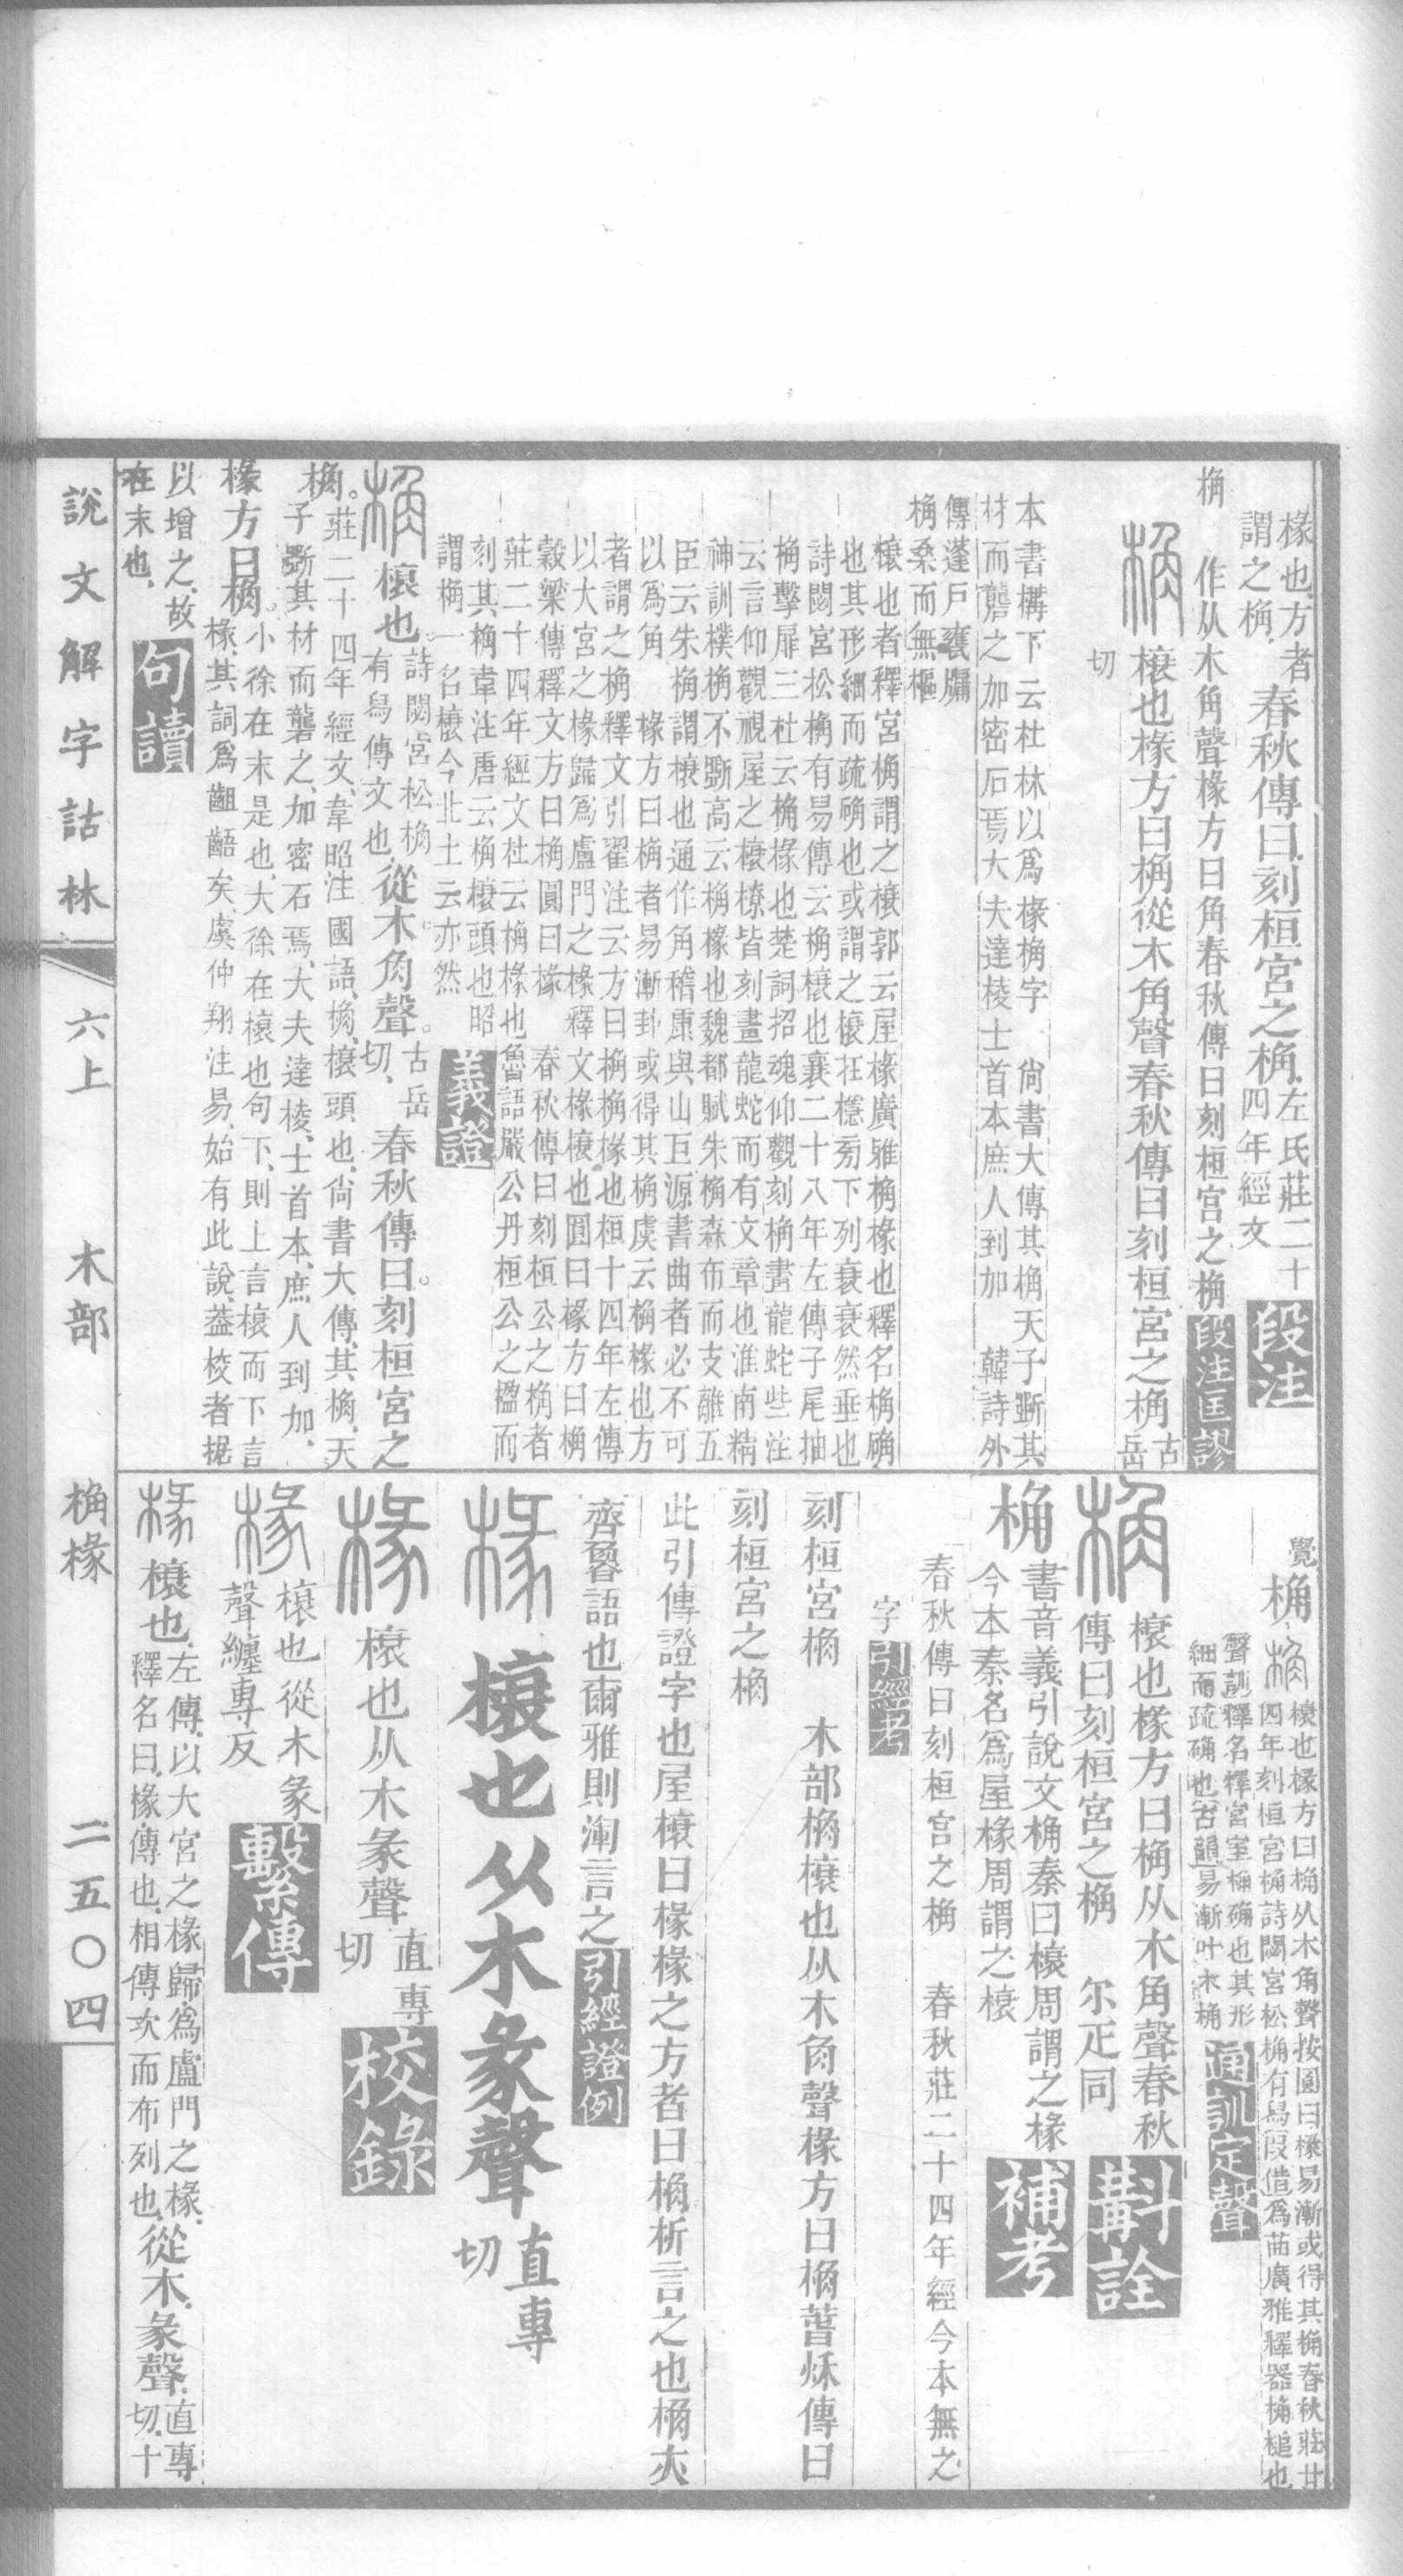 椽也、方者
謂之桷、
春秋傳曰、刻桓宮之桷、
左氏莊二十
四年經文
段注
桷
作从木角聲椽方曰角春秋傳曰刻桓宮之桷
段注匡謬
桷
榱也椽方曰桷從木角聲春秋傳曰刻桓宮之桷
古岳
切
本書構下云杜林以爲椽桷字　尙書大傳其桷天子斲其
材而礱之加密石焉大夫達棱士首本庶人到加　韓詩外
傳蓬戶甕牖
桷桑而無樞
榱也者釋宮桷謂之榱郭云屋椽廣雅桷椽也釋名桷确
也其形細而疏确也或謂之榱在檼旁下列衰衰然垂也
詩閟宮松桷有舄傳云桷榱也襄二十八年左傳子尾抽
桷擊扉三杜云桷椽也楚詞招魂仰觀刻桷畫龍蛇些注
云言仰觀視屋之榱橑皆刻畫龍蛇而有文章也淮南精
神訓樸桷不斲高云桷椽也魏都賦朱桷森布而支離五
臣云朱桷謂榱也通作角嵇康與山巨源書曲者必不可
以爲角　椽方曰桷者易漸卦或得其桷虞云桷椽也方
者謂之桷釋文引翟注云方曰桷桷椽也桓十四年左傳
以大宮之椽歸爲盧門之椽釋文椽榱也圓曰椽方曰桷
穀梁傳釋文方曰桷圓曰椽　春秋傳曰刻桓公之桷者
莊二十四年經文杜云桷椽也魯語嚴公丹桓公之楹而
刻其桷韋注唐云桷榱頭也昭
謂桷一名榱今北土云亦然
義證
桷
榱也。
詩閟宮松桷
有舄傳文也、
從木角聲。
古岳
切、
春秋傳曰。刻桓宮之
桷。
莊二十四年經文、韋昭注國語、桷、榱頭也、尙書大傳、其桷、天
子斲其材而礱之、加密石焉、大夫達棱、士首本、庶人到加、
椽方曰桷。
小徐在末是也、大徐在榱也句下、則上言榱而下言
椽、其詞爲齟齬矣、虞仲翔注易、始有此說、蓋校者据
以增之、故
在末也、
句讀
說文解字詁林
六上
木部
桷椽
二五〇四
覺
桷、
桷
榱也椽方曰桷从木角聲按圜曰椽易漸或得其桷春秋莊廿
四年刻桓宮桷詩閟宮松桷有舄叚借爲曲廣雅釋器桷槌也
聲訓釋名釋宮室桷确也其形
細而疏确也古韻易漸叶木桷
通訓定聲
桷
榱也椽方曰桷从木角聲春秋
傳曰刻桓宮之桷　尓疋同
斠詮
桷
書音義引說文桷秦曰榱周謂之椽
今本秦名爲屋椽周謂之榱
補考
春秋傳曰刻桓宮之桷　春秋莊二十四年經今本無之
字
引經考
刻桓宮桷　木部桷榱也从木角聲椽方曰桷萅秌傳曰
刻桓宮之桷
此引傳證字也屋榱曰椽椽之方者曰桷析言之也桷夾
齊魯語也爾雅則渾言之
引經證例
椽
榱也从木彖聲
直專
切
椽
榱也从木彖聲
直專
切
校錄
椽
榱也從木彖
聲纏專反
繫傳
椽
榱也、
左傳、以大宮之椽歸、爲盧門之椽、
釋名曰、椽、傳也、相傳次而布列也、
從木、彖聲、
直專
切、十